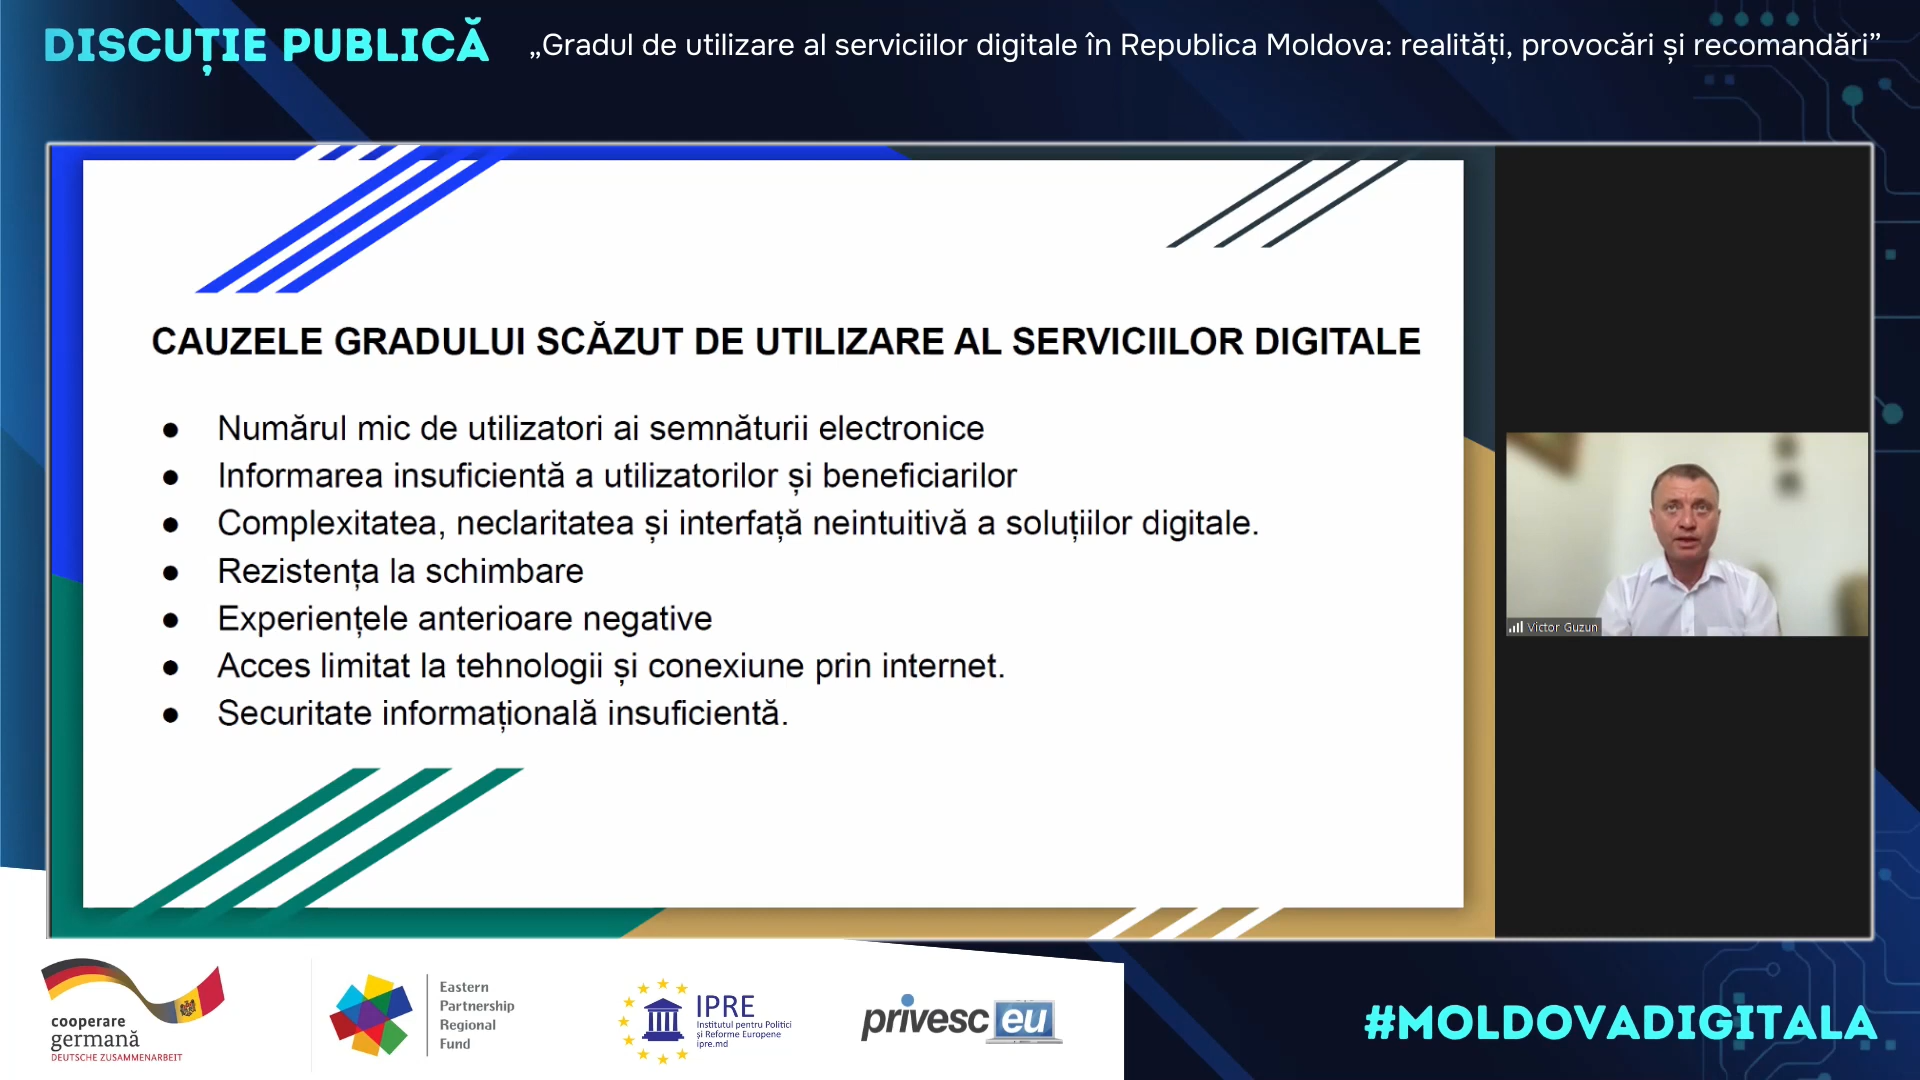 DISCUȚIE PUBLICĂ
„Gradul de utilizare al serviciilor digitale în Republica Moldova: realități, provocări și recomandări”
CAUZELE GRADULUI SCĂZUT DE UTILIZARE AL SERVICIILOR DIGITALE
● Numărul mic de utilizatori ai semnăturii electronice
● Informarea insuficientă a utilizatorilor și beneficiarilor
● Complexitatea, neclaritatea și interfață neintuitivă a soluțiilor digitale.
● Rezistența la schimbare
● Experiențele anterioare negative
● Acces limitat la tehnologii și conexiune prin internet.
● Securitate informațională insuficientă.
Victor Guzun
cooperare
germană
DEUTSCHE ZUSAMMENARBEIT
Eastern
Partnership
Regional
Fund
IPRE
Institutul pentru Politici
și Reforme Europene
ipre.md
privesc eu
#MOLDOVADIGITALA